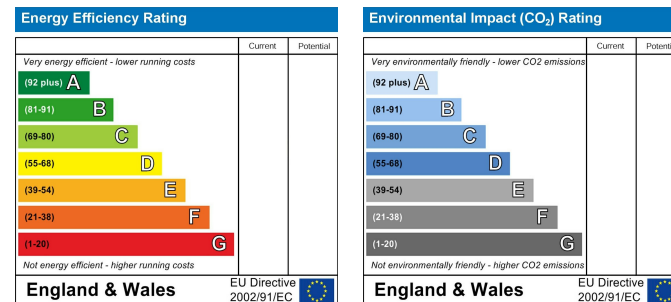 Energy Efficiency Rating
Current Potential
Very energy efficient - lower running costs
(92 plus) A
(81-91) B
(69-80) C
(55-68) D
(39-54) E
(21-38) F
(1-20) G
Not energy efficient - higher running costs
England & Wales
EU Directive
2002/91/EC
Environmental Impact (CO₂) Rating
Current Potenti
Very environmentally friendly - lower CO2 emissions
(92 plus) A
(81-91) B
(69-80) C
(55-68) D
(39-54) E
(21-38) F
(1-20) G
Not environmentally friendly - higher CO2 emissions
England & Wales
EU Directive
2002/91/EC